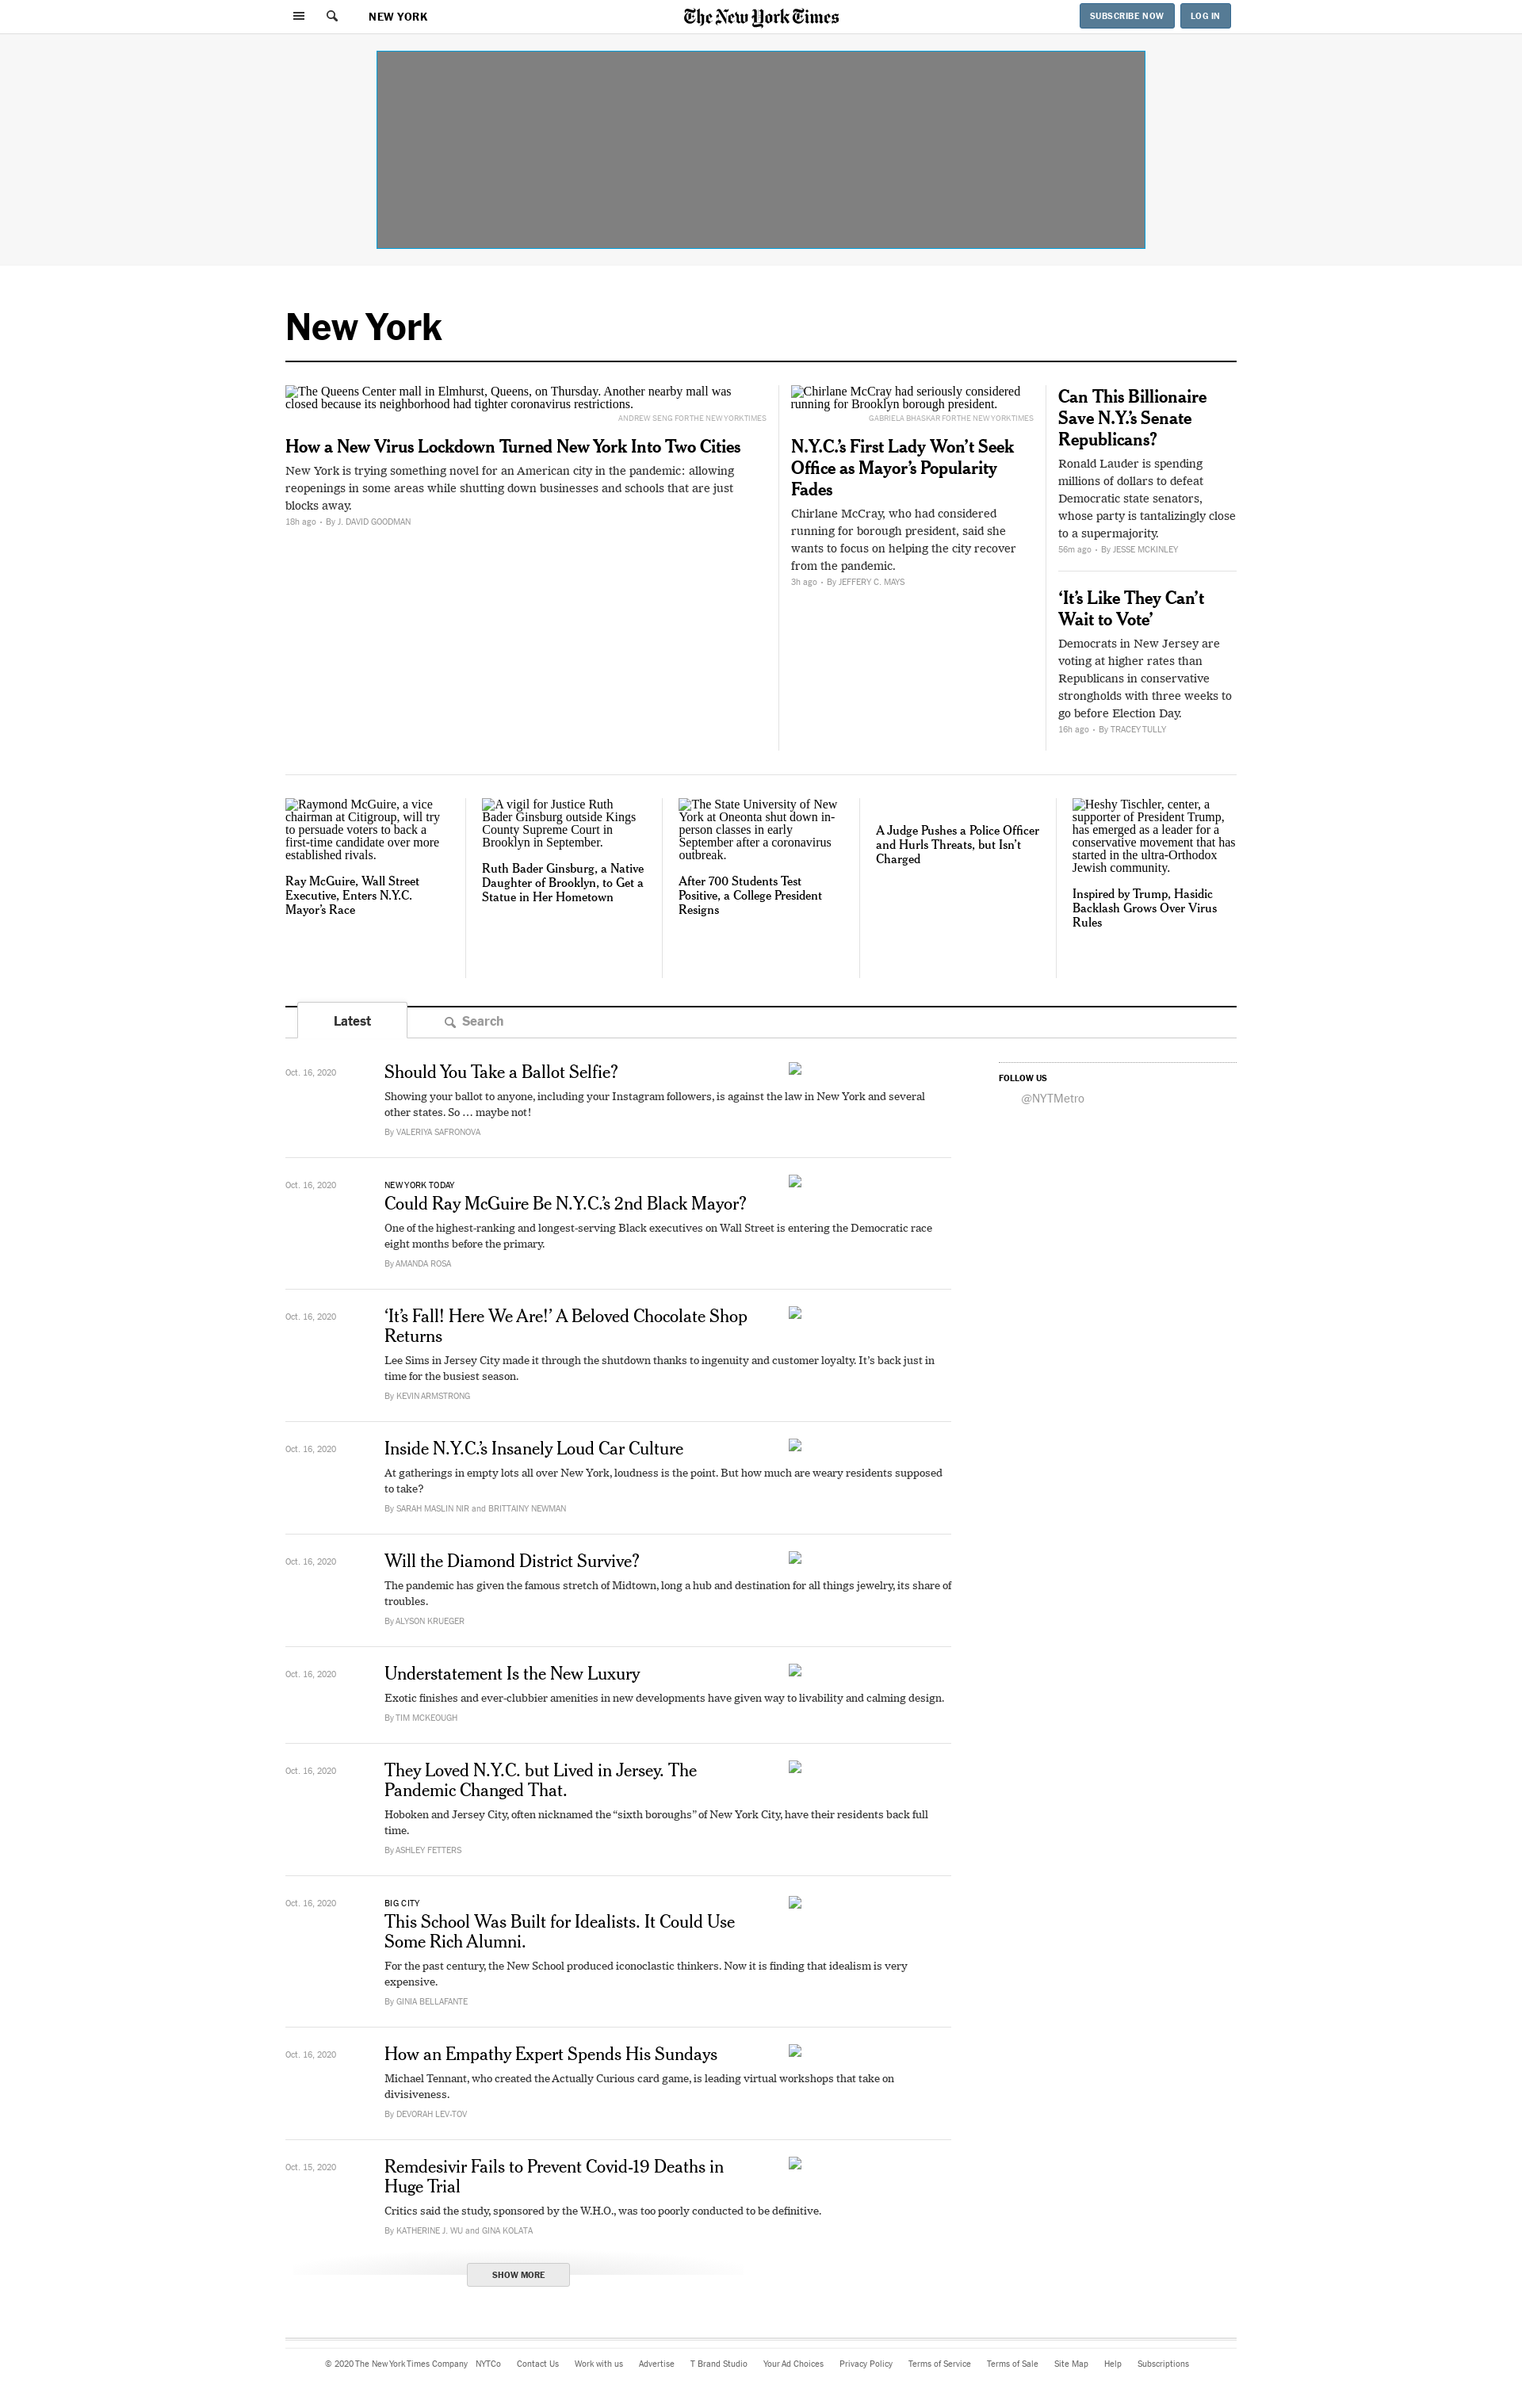 NEW YORK
The New York Times
SUBSCRIBE NOW
LOG IN
New York
The Queens Center mall in Elmhurst, Queens, on Thursday. Another nearby mall was
closed because its neighborhood had tighter coronavirus restrictions.
ANDREW SENG FOR THE NEW YORK TIMES
How a New Virus Lockdown Turned New York Into Two Cities
New York is trying something novel for an American city in the pandemic: allowing
reopenings in some areas while shutting down businesses and schools that are just
blocks away.
18h ago • By J. DAVID GOODMAN
Chirlane McCray had seriously considered
running for Brooklyn borough president.
GABRIELA BHASKAR FOR THE NEW YORK TIMES
N.Y.C.’s First Lady Won’t Seek
Office as Mayor’s Popularity
Fades
Chirlane McCray, who had considered
running for borough president, said she
wants to focus on helping the city recover
from the pandemic.
3h ago • By JEFFERY C. MAYS
Can This Billionaire
Save N.Y.’s Senate
Republicans?
Ronald Lauder is spending
millions of dollars to defeat
Democratic state senators,
whose party is tantalizingly close
to a supermajority.
56m ago • By JESSE MCKINLEY
‘It’s Like They Can’t
Wait to Vote’
Democrats in New Jersey are
voting at higher rates than
Republicans in conservative
strongholds with three weeks to
go before Election Day.
16h ago • By TRACEY TULLY
Raymond McGuire, a vice
chairman at Citigroup, will try
to persuade voters to back a
first-time candidate over more
established rivals.
Ray McGuire, Wall Street
Executive, Enters N.Y.C.
Mayor’s Race
A vigil for Justice Ruth
Bader Ginsburg outside Kings
County Supreme Court in
Brooklyn in September.
Ruth Bader Ginsburg, a Native
Daughter of Brooklyn, to Get a
Statue in Her Hometown
The State University of New
York at Oneonta shut down in-
person classes in early
September after a coronavirus
outbreak.
After 700 Students Test
Positive, a College President
Resigns
A Judge Pushes a Police Officer
and Hurls Threats, but Isn’t
Charged
Heshy Tischler, center, a
supporter of President Trump,
has emerged as a leader for a
conservative movement that has
started in the ultra-Orthodox
Jewish community.
Inspired by Trump, Hasidic
Backlash Grows Over Virus
Rules
Latest
Search
Oct. 16, 2020
Should You Take a Ballot Selfie?
Showing your ballot to anyone, including your Instagram followers, is against the law in New York and several
other states. So … maybe not!
By VALERIYA SAFRONOVA
FOLLOW US
@NYTMetro
Oct. 16, 2020
NEW YORK TODAY
Could Ray McGuire Be N.Y.C.’s 2nd Black Mayor?
One of the highest-ranking and longest-serving Black executives on Wall Street is entering the Democratic race
eight months before the primary.
By AMANDA ROSA
Oct. 16, 2020
‘It’s Fall! Here We Are!’ A Beloved Chocolate Shop
Returns
Lee Sims in Jersey City made it through the shutdown thanks to ingenuity and customer loyalty. It’s back just in
time for the busiest season.
By KEVIN ARMSTRONG
Oct. 16, 2020
Inside N.Y.C.’s Insanely Loud Car Culture
At gatherings in empty lots all over New York, loudness is the point. But how much are weary residents supposed
to take?
By SARAH MASLIN NIR and BRITTAINY NEWMAN
Oct. 16, 2020
Will the Diamond District Survive?
The pandemic has given the famous stretch of Midtown, long a hub and destination for all things jewelry, its share of
troubles.
By ALYSON KRUEGER
Oct. 16, 2020
Understatement Is the New Luxury
Exotic finishes and ever-clubbier amenities in new developments have given way to livability and calming design.
By TIM MCKEOUGH
Oct. 16, 2020
They Loved N.Y.C. but Lived in Jersey. The
Pandemic Changed That.
Hoboken and Jersey City, often nicknamed the “sixth boroughs” of New York City, have their residents back full
time.
By ASHLEY FETTERS
Oct. 16, 2020
BIG CITY
This School Was Built for Idealists. It Could Use
Some Rich Alumni.
For the past century, the New School produced iconoclastic thinkers. Now it is finding that idealism is very
expensive.
By GINIA BELLAFANTE
Oct. 16, 2020
How an Empathy Expert Spends His Sundays
Michael Tennant, who created the Actually Curious card game, is leading virtual workshops that take on
divisiveness.
By DEVORAH LEV-TOV
Oct. 15, 2020
Remdesivir Fails to Prevent Covid-19 Deaths in
Huge Trial
Critics said the study, sponsored by the W.H.O., was too poorly conducted to be definitive.
By KATHERINE J. WU and GINA KOLATA
SHOW MORE
© 2020 The New York Times Company NYTCo Contact Us Work with us Advertise T Brand Studio Your Ad Choices Privacy Policy Terms of Service Terms of Sale Site Map Help Subscriptions